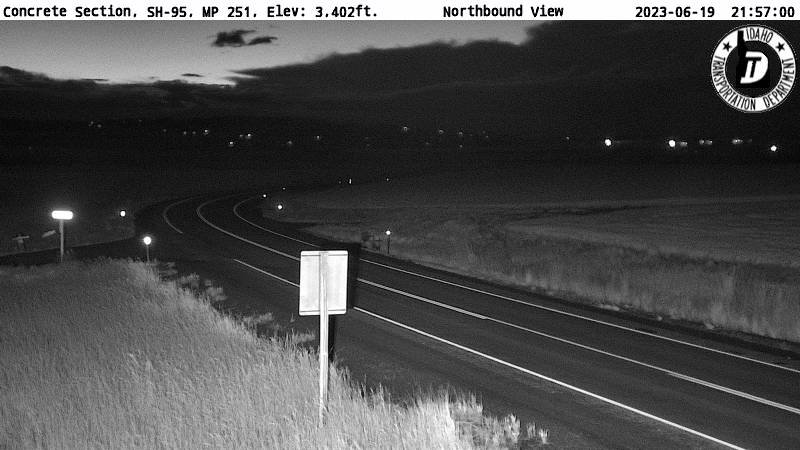 Concrete Section, SH-95, MP 251, Elev: 3,402ft. Northbound View 2023-06-19 21:57:00
IDAHO
TRANSPORTATION DEPARTMENT